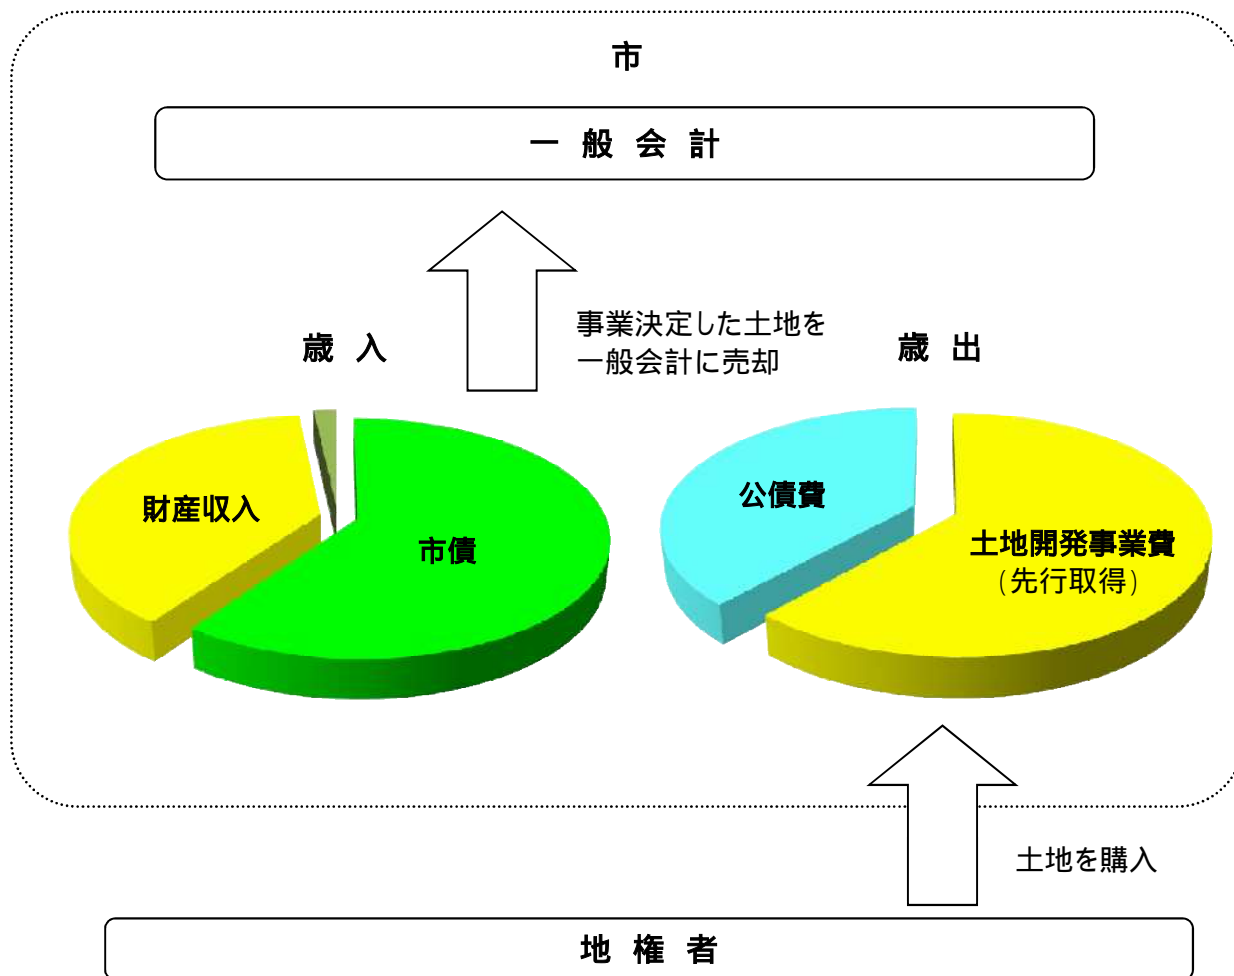 市
一 般 会 計
事業決定した土地を
一般会計に売却
歳 入
歳 出
財産収入
市債
公債費
土地開発事業費
(先行取得)
土地を購入
地 権 者